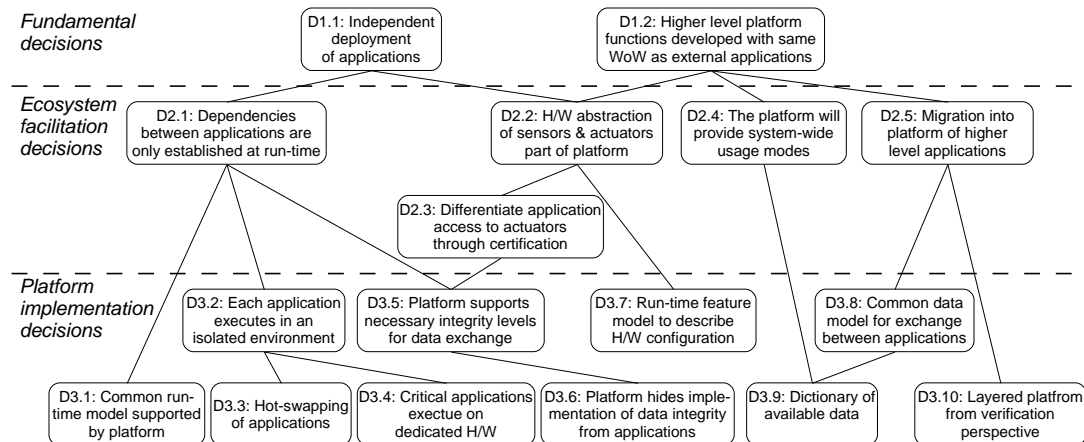 Fundamental
decisions
D1.1: Independent
deployment
of applications
D1.2: Higher level platform
functions developed with same
WoW as external applications
Ecosystem
facilitation
decisions
D2.1: Dependencies
between applications are
only established at run-time
D2.2: H/W abstraction
of sensors & actuators
part of platform
D2.4: The platform will
provide system-wide
usage modes
D2.5: Migration into
platform of higher
level applications
D2.3: Differentiate application
access to actuators
through certification
Platform
implementation
decisions
D3.2: Each application
executes in an
isolated environment
D3.5: Platform supports
necessary integrity levels
for data exchange
D3.7: Run-time feature
model to describe
H/W configuration
D3.8: Common data
model for exchange
between applications
D3.1: Common run-
time model supported
by platform
D3.3: Hot-swapping
of applications
D3.4: Critical applications
exectue on
dedicated H/W
D3.6: Platform hides imple-
mentation of data integrity
from applications
D3.9: Dictionary of
available data
D3.10: Layered platfrom
from verification
perspective